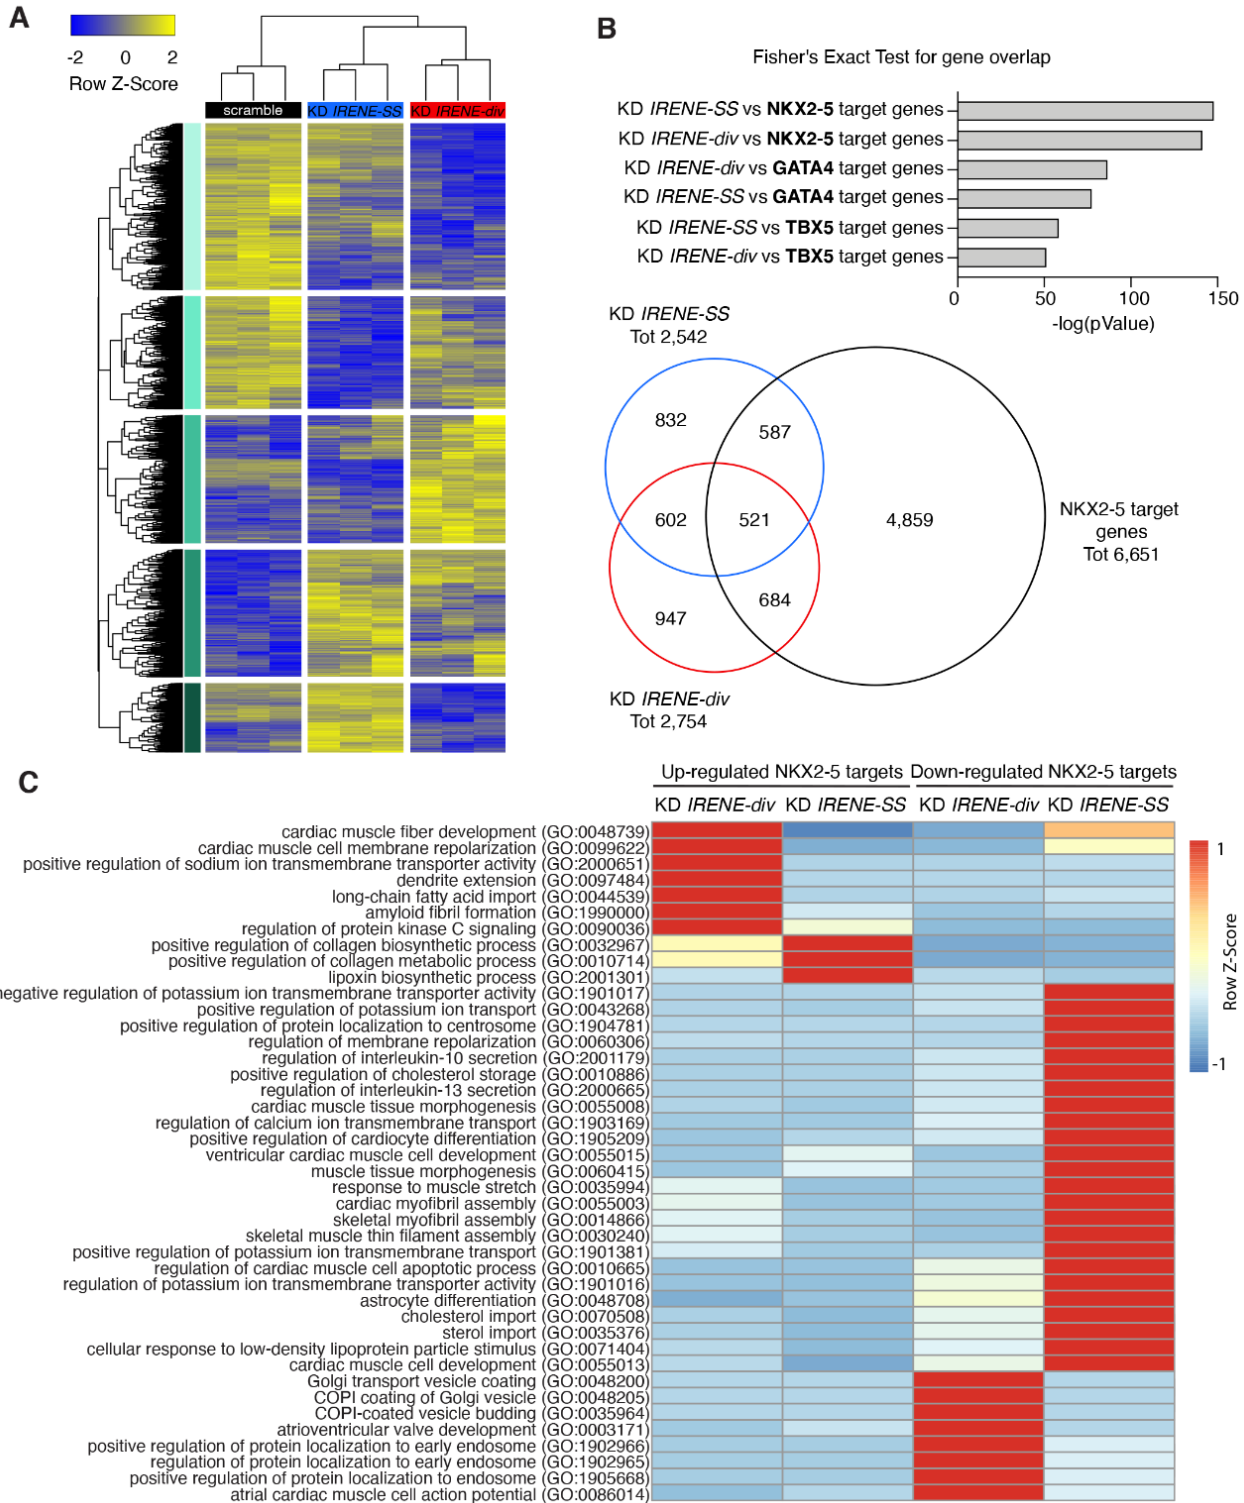 A
-2 0 2
Row Z-Score
scramble KD IRENE-SS KD IRENE-div
B
Fisher's Exact Test for gene overlap
KD IRENE-SS vs NKX2-5 target genes
KD IRENE-div vs NKX2-5 target genes
KD IRENE-div vs GATA4 target genes
KD IRENE-SS vs GATA4 target genes
KD IRENE-SS vs TBX5 target genes
KD IRENE-div vs TBX5 target genes
0 50 100 150
-log(pValue)
KD IRENE-SS
Tot 2,542
832
587
602
521
4,859
947
684
NKX2-5 target
genes
Tot 6,651
KD IRENE-div
Tot 2,754
C
Up-regulated NKX2-5 targets Down-regulated NKX2-5 targets
KD IRENE-div KD IRENE-SS KD IRENE-div KD IRENE-SS
cardiac muscle fiber development (GO:0048739)
cardiac muscle cell membrane repolarization (GO:0099622)
positive regulation of sodium ion transmembrane transporter activity (GO:2000651)
dendrite extension (GO:0097484)
long-chain fatty acid import (GO:0044539)
amyloid fibril formation (GO:1990000)
regulation of protein kinase C signaling (GO:0090036)
positive regulation of collagen biosynthetic process (GO:0032967)
positive regulation of collagen metabolic process (GO:0010714)
lipoxin biosynthetic process (GO:2001301)
negative regulation of potassium ion transmembrane transporter activity (GO:1901017)
positive regulation of potassium ion transport (GO:0043268)
positive regulation of protein localization to centrosome (GO:1904781)
regulation of membrane repolarization (GO:0060306)
regulation of interleukin-10 secretion (GO:2001179)
positive regulation of cholesterol storage (GO:0010886)
regulation of interleukin-13 secretion (GO:2000665)
cardiac muscle tissue morphogenesis (GO:0055008)
regulation of calcium ion transmembrane transport (GO:1903169)
positive regulation of cardiocyte differentiation (GO:1905209)
ventricular cardiac muscle cell development (GO:0055015)
muscle tissue morphogenesis (GO:0060415)
response to muscle stretch (GO:0035994)
cardiac myofibril assembly (GO:0055003)
skeletal myofibril assembly (GO:0014866)
skeletal muscle thin filament assembly (GO:0030240)
positive regulation of potassium ion transmembrane transport (GO:1901381)
regulation of cardiac muscle cell apoptotic process (GO:0010665)
regulation of potassium ion transmembrane transporter activity (GO:1901016)
astrocyte differentiation (GO:0048708)
cholesterol import (GO:0070508)
sterol import (GO:0035376)
cellular response to low-density lipoprotein particle stimulus (GO:0071404)
cardiac muscle cell development (GO:0055013)
Golgi transport vesicle coating (GO:0048200)
COPI coating of Golgi vesicle (GO:0048205)
COPI-coated vesicle budding (GO:0035964)
atrioventricular valve development (GO:0003171)
positive regulation of protein localization to early endosome (GO:1902966)
regulation of protein localization to early endosome (GO:1902965)
positive regulation of protein localization to endosome (GO:1905668)
atrial cardiac muscle cell action potential (GO:0086014)
1
Row Z-Score
-1